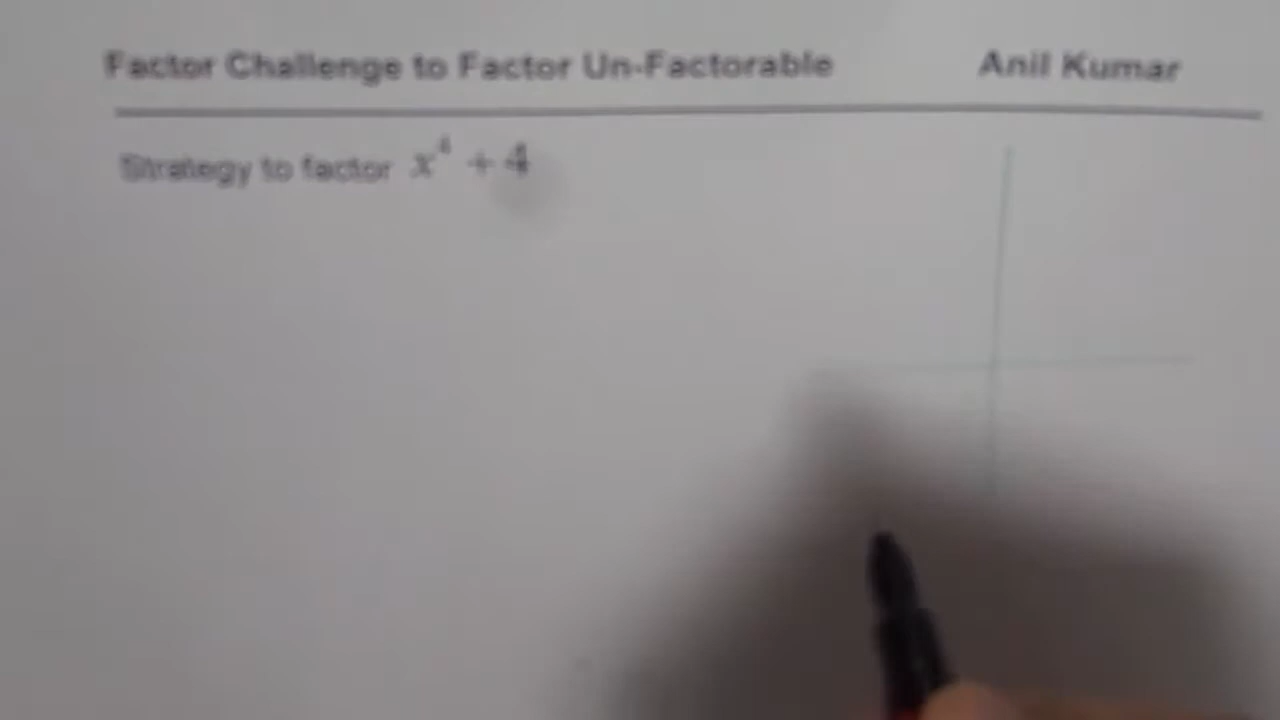 Factor Challenge to Factor Un-Factorable Anil Kumar
Strategy to factor x⁴ + 4